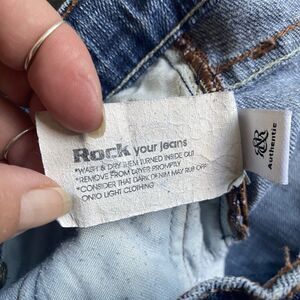 Rock your jeans
*WASH & DRY THEM TURNED INSIDE OUT
*REMOVE FROM DRYER PROMPTLY
*CONSIDER THAT DARK DENIM MAY RUB OFF
ONTO LIGHT CLOTHING
Authentic